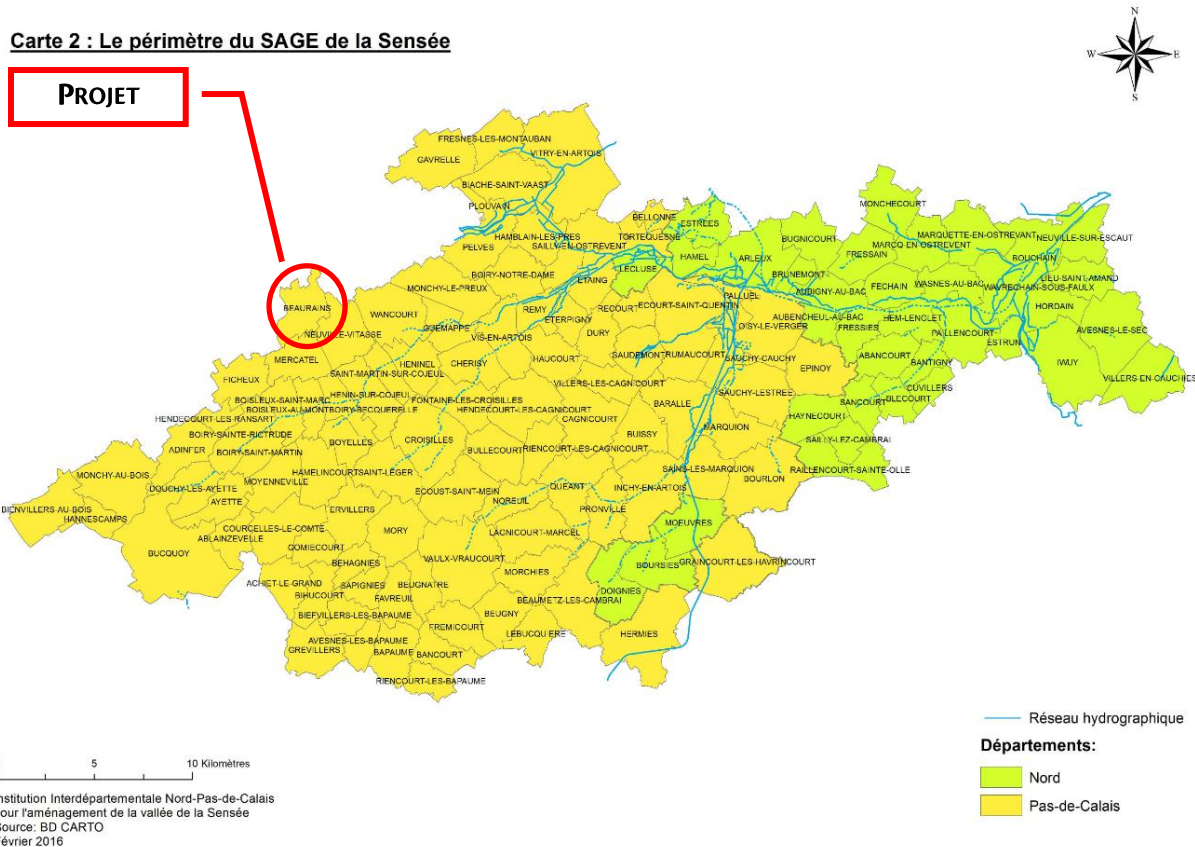 Carte 2 : Le périmètre du SAGE de la Sensée
N
W
E
S
PROJET
FRESNES-LES-MONTAUBAN
GAVRELLE
VITRY-EN-ARTOIS
BIACHE-SAINT-VAAST
PLOUVAIN
HAMBLAIN-LES-PRES
PELVES
SAILLY-EN-OSTREVENT
BELLONNE
TORTEQUESNE
ESTREES
HAMEL
LECLUSE
ARLEUX
BUGNICOURT
MONCHECOURT
MARQUETTE-EN-OSTREVANT
NEUVILLE-SUR-ESCAUT
MARCQ EN OSTREVENT
FRESSAIN
BOUCHAIN
BRUNEMONT
LIEU-SAINT-AMAND
AUBIGNY-AU-BAC
FECHAIN
WASNES-AU-BAC
WAVRECHAIN-SOUS-FAULX
HORDAIN
BOIRY-NOTRE-DAME
ETAING
MONCHY-LE-PREUX
BEAURAINS
WANCOURT
REMY
RECOURT
ECOURT-SAINT-QUENTIN
PALLUEL
ETERPIGNY
AUBENCHEUL-AU-BAC
HEM-LENGLET
OISY-LE-VERGER
FRESSIES
PAILLENCOURT
ESTRUN
AVESNES-LE-SEC
NEUVILLE-VITASSE
GUEMAPPE
VIS-EN-ARTOIS
DURY
MERCATEL
HENINEL
CHERISY
HAUCOURT
SAUDEMONT
RUMAUCOURT
SAUCHY-CAUCHY
EPINOY
ABANCOURT
BANTIGNY
IWUY
VILLERS-EN-CAUCHIES
SAINT-MARTIN-SUR-COJEUL
FICHEUX
VILLERS-LES-CAGNICOURT
CUVILLERS
BLECOURT
BOISLEUX-SAINT-MARC
HENIN-SUR-COJEUL
FONTAINE-LES-CROISILLES
SAUCHY-LESTREE
SANCOURT
BOISLEUX-AU-MONT
BOIRY-BECQUERELLE
HENDECOURT-LES-CAGNICOURT
BARALLE
HENDECOURT-LES-RANSART
CAGNICOURT
HAYNECOURT
BOIRY-SAINTE-RICTRUDE
BOYELLES
CROISILLES
BUISSY
MARQUION
SAILLY-LEZ-CAMBRAI
ADINFER
BOIRY-SAINT-MARTIN
BULLECOURT
RIENCOURT-LES-CAGNICOURT
MONCHY-AU-BOIS
HAMELINCOURT
SAINT-LEGER
SAINS-LES-MARQUION
RAILLENCOURT-SAINTE-OLLE
MOYENNEVILLE
BOURLON
DOUCHY-LES-AYETTE
ECOUST-SAINT-MEIN
QUEANT
INCHY-EN-ARTOIS
AYETTE
NOREUIL
BIENVILLERS-AU-BOIS
HANNESCAMPS
ERVILLERS
PRONVILLE
COURCELLES-LE-COMTE
MORY
LAGNICOURT-MARCEL
MOEUVRES
ABLAINZEVELLE
GOMIECOURT
BUCQUOY
BEHAGNIES
VAULX-VRAUCOURT
BOURSIES
GRAINCOURT-LES-HAVRINCOURT
MORCHIES
ACHIET-LE-GRAND
SAPIGNIES
BEUGNATRE
DOIGNIES
BIHUCOURT
FAVREUIL
BEAUMETZ-LES-CAMBRAI
BIEFVILLERS-LES-BAPAUME
BEUGNY
FREMICOURT
LEBUCQUIERE
HERMIES
AVESNES-LES-BAPAUME
GREVILLERS
BAPAUME
BANCOURT
RIENCOURT-LES-BAPAUME
Réseau hydrographique
Départements:
Nord
Pas-de-Calais
5
10 Kilomètres
nstitution Interdépartementale Nord-Pas-de-Calais
our l'aménagement de la vallée de la Sensée
Source: BD CARTO
évrier 2016